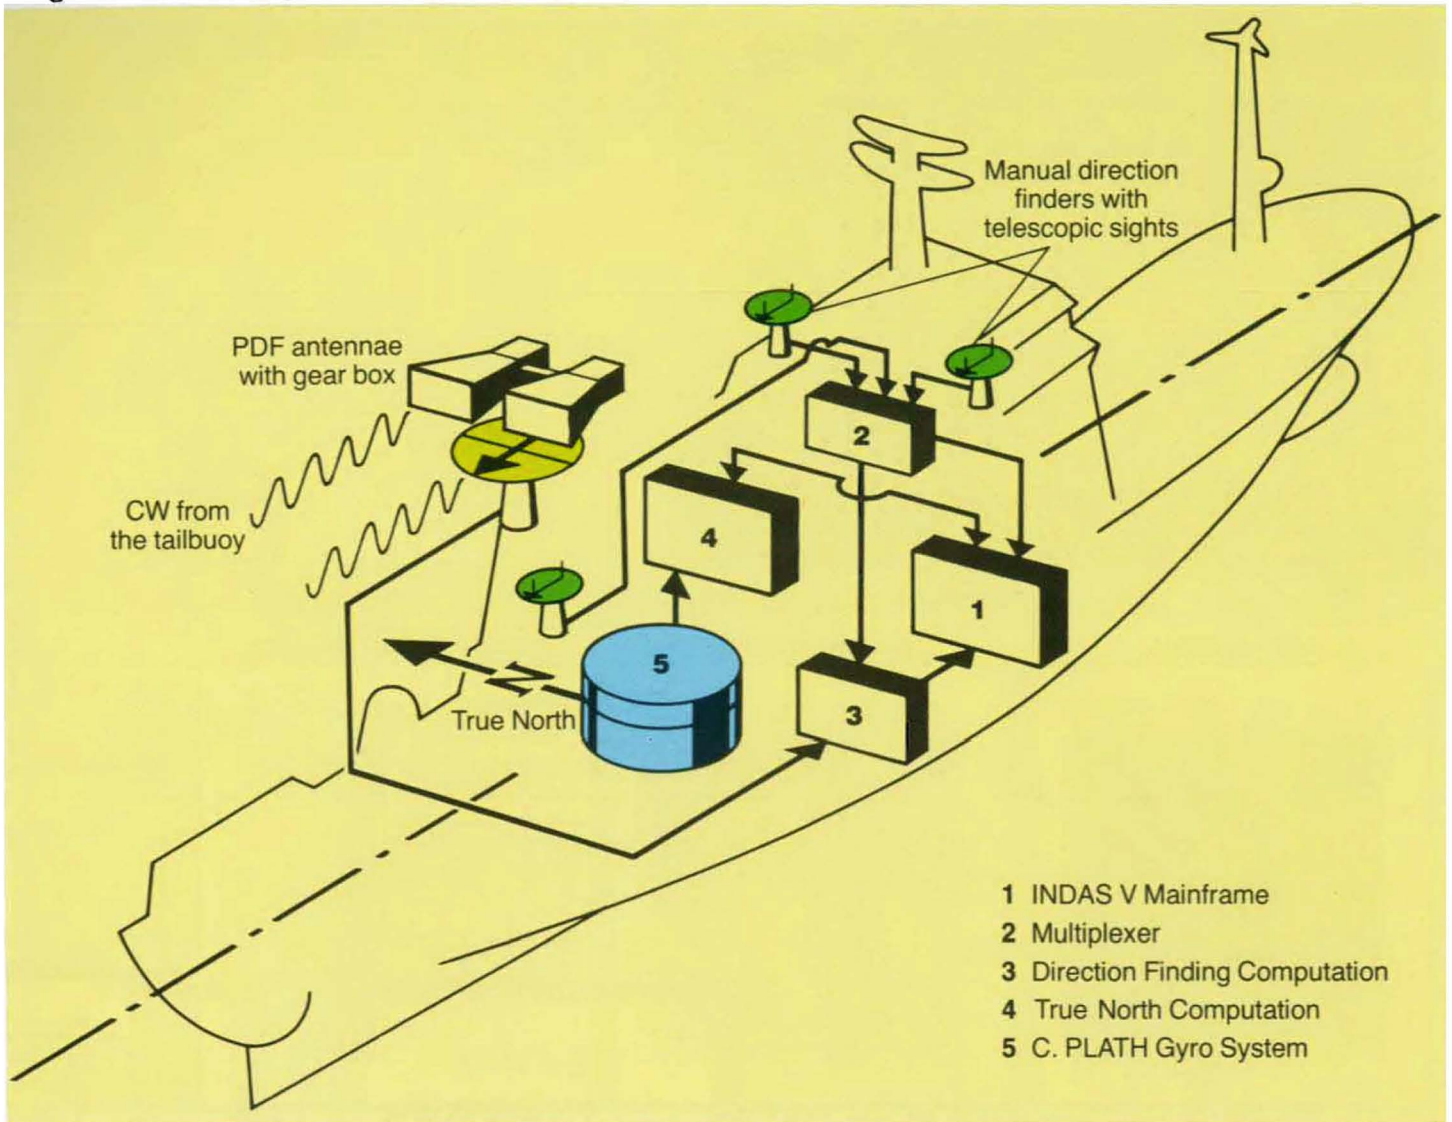 Manual direction
finders with
telescopic sights
PDF antennae
with gear box
CW from
the tailbuoy
2
4
1
5
3
N
True North
1 INDAS V Mainframe
2 Multiplexer
3 Direction Finding Computation
4 True North Computation
5 C. PLATH Gyro System